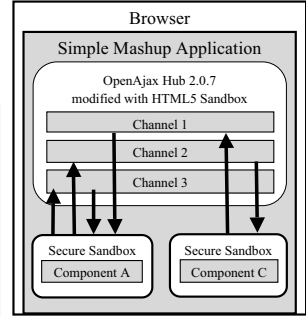 Browser
Simple Mashup Application
OpenAjax Hub 2.0.7
modified with HTML5 Sandbox
Channel 1
Channel 2
Channel 3
Secure Sandbox
Component A
Secure Sandbox
Component C